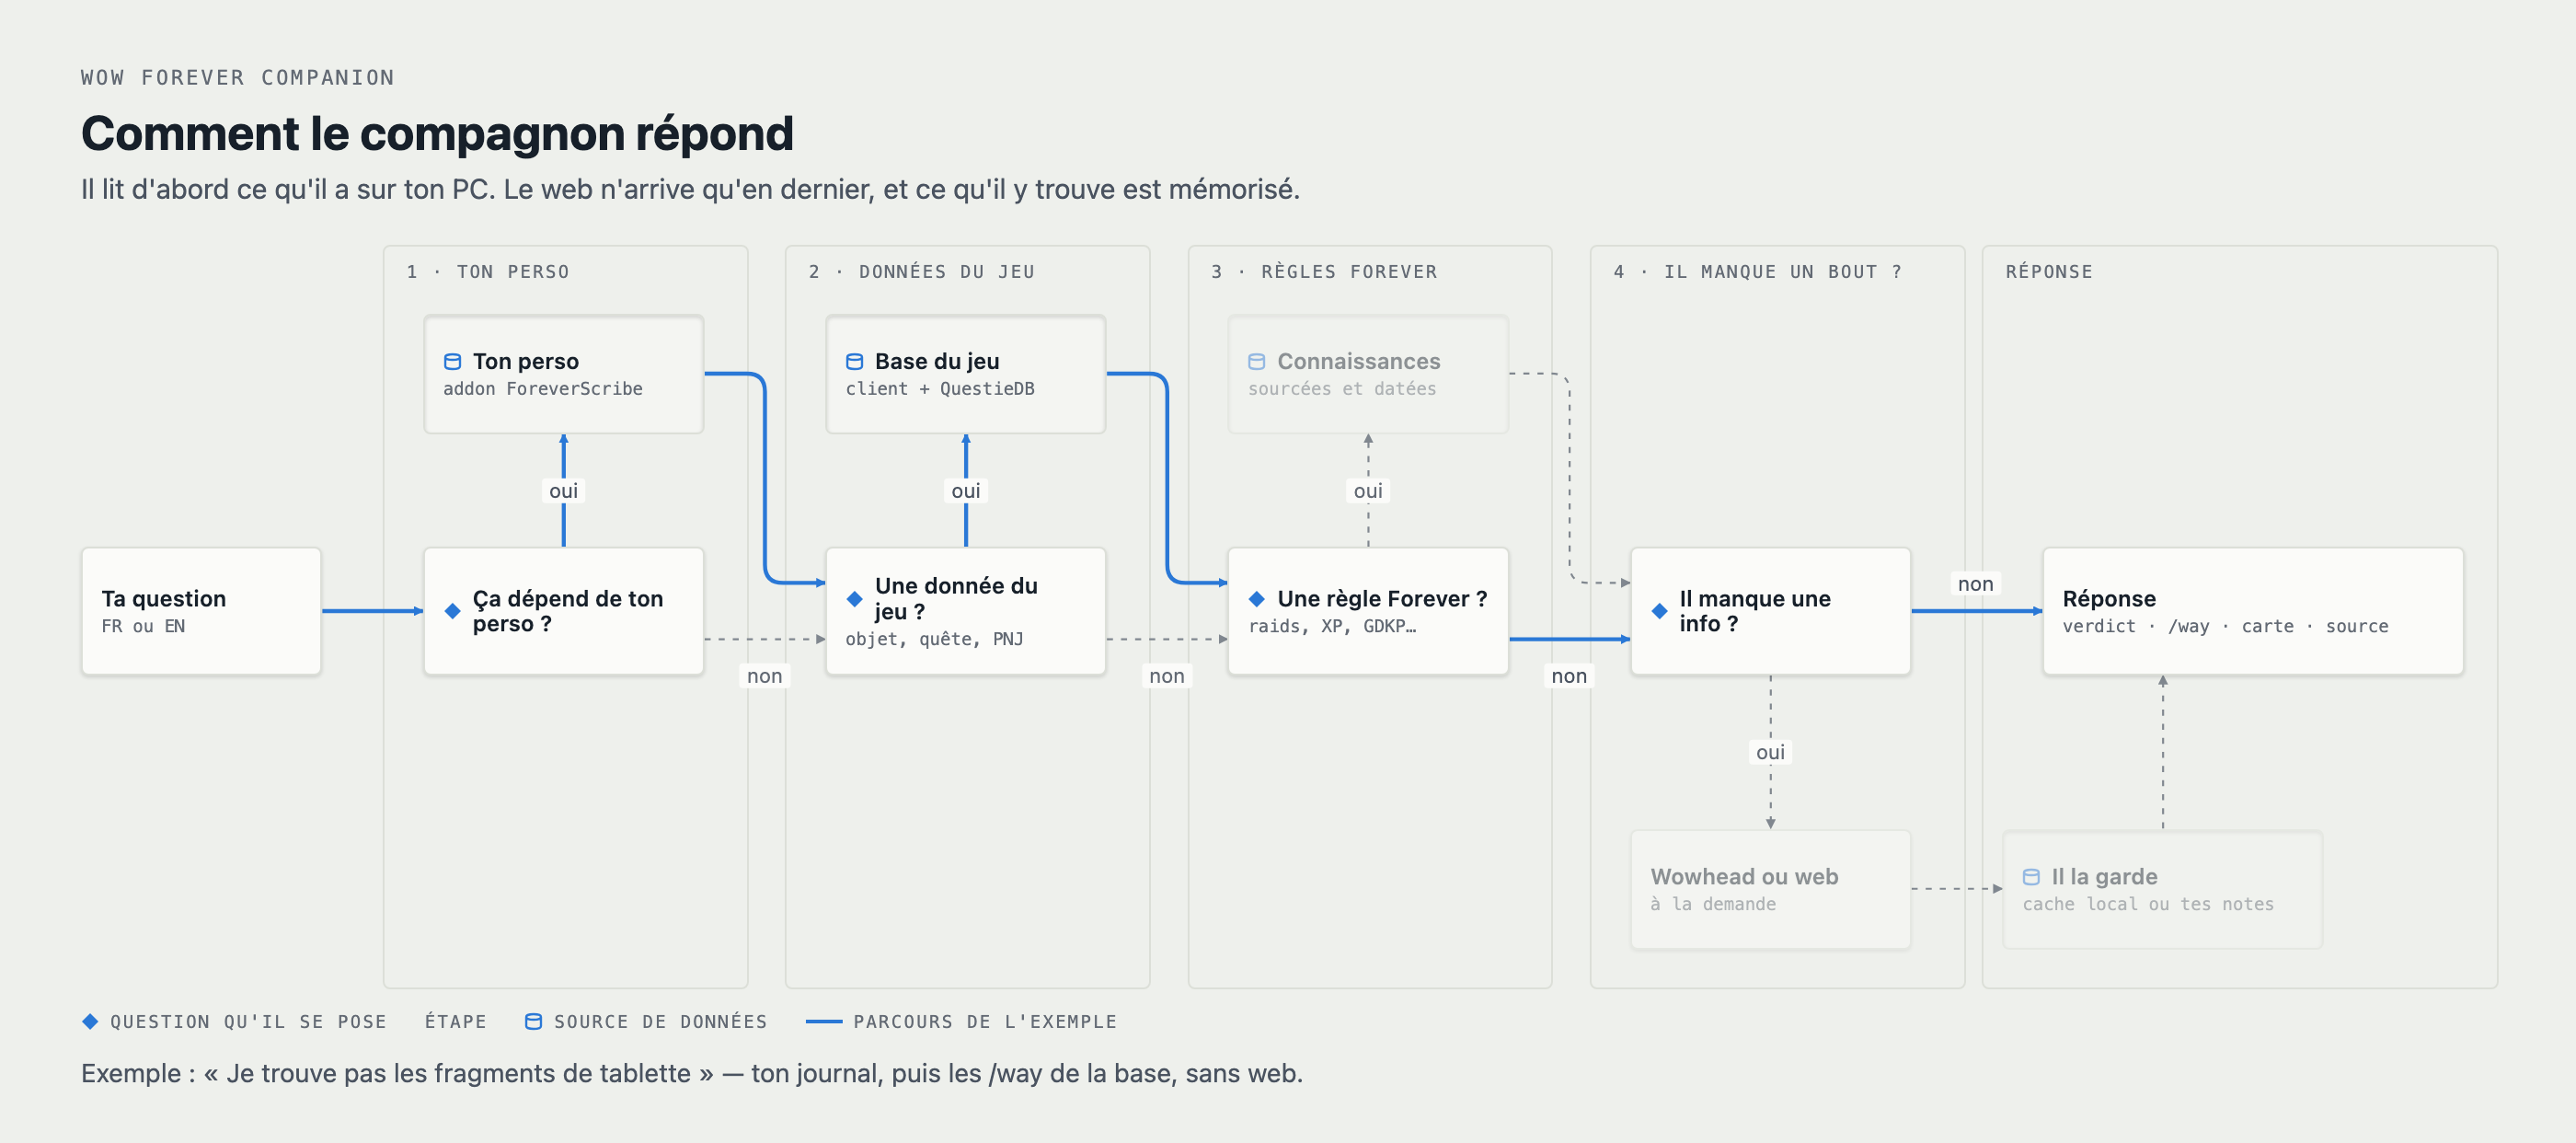 WOW FOREVER COMPANION
Comment le compagnon répond
Il lit d'abord ce qu'il a sur ton PC. Le web n'arrive qu'en dernier, et ce qu'il y trouve est mémorisé.
1 · TON PERSO
2 · DONNÉES DU JEU
3 · RÈGLES FOREVER
4 · IL MANQUE UN BOUT ?
RÉPONSE
Ton perso
addon ForeverScribe
Base du jeu
client + QuestieDB
Connaissances
sourcées et datées
oui
oui
oui
Ta question
FR ou EN
Ça dépend de ton
perso ?
non
Une donnée du
jeu ?
objet, quête, PNJ
non
Une règle Forever ?
raids, XP, GDKP…
non
Il manque une
info ?
non
Réponse
verdict · /way · carte · source
oui
Wowhead ou web
à la demande
Il la garde
cache local ou tes notes
QUESTION QU'IL SE POSE
ÉTAPE
SOURCE DE DONNÉES
PARCOURS DE L'EXEMPLE
Exemple : « Je trouve pas les fragments de tablette » — ton journal, puis les /way de la base, sans web.